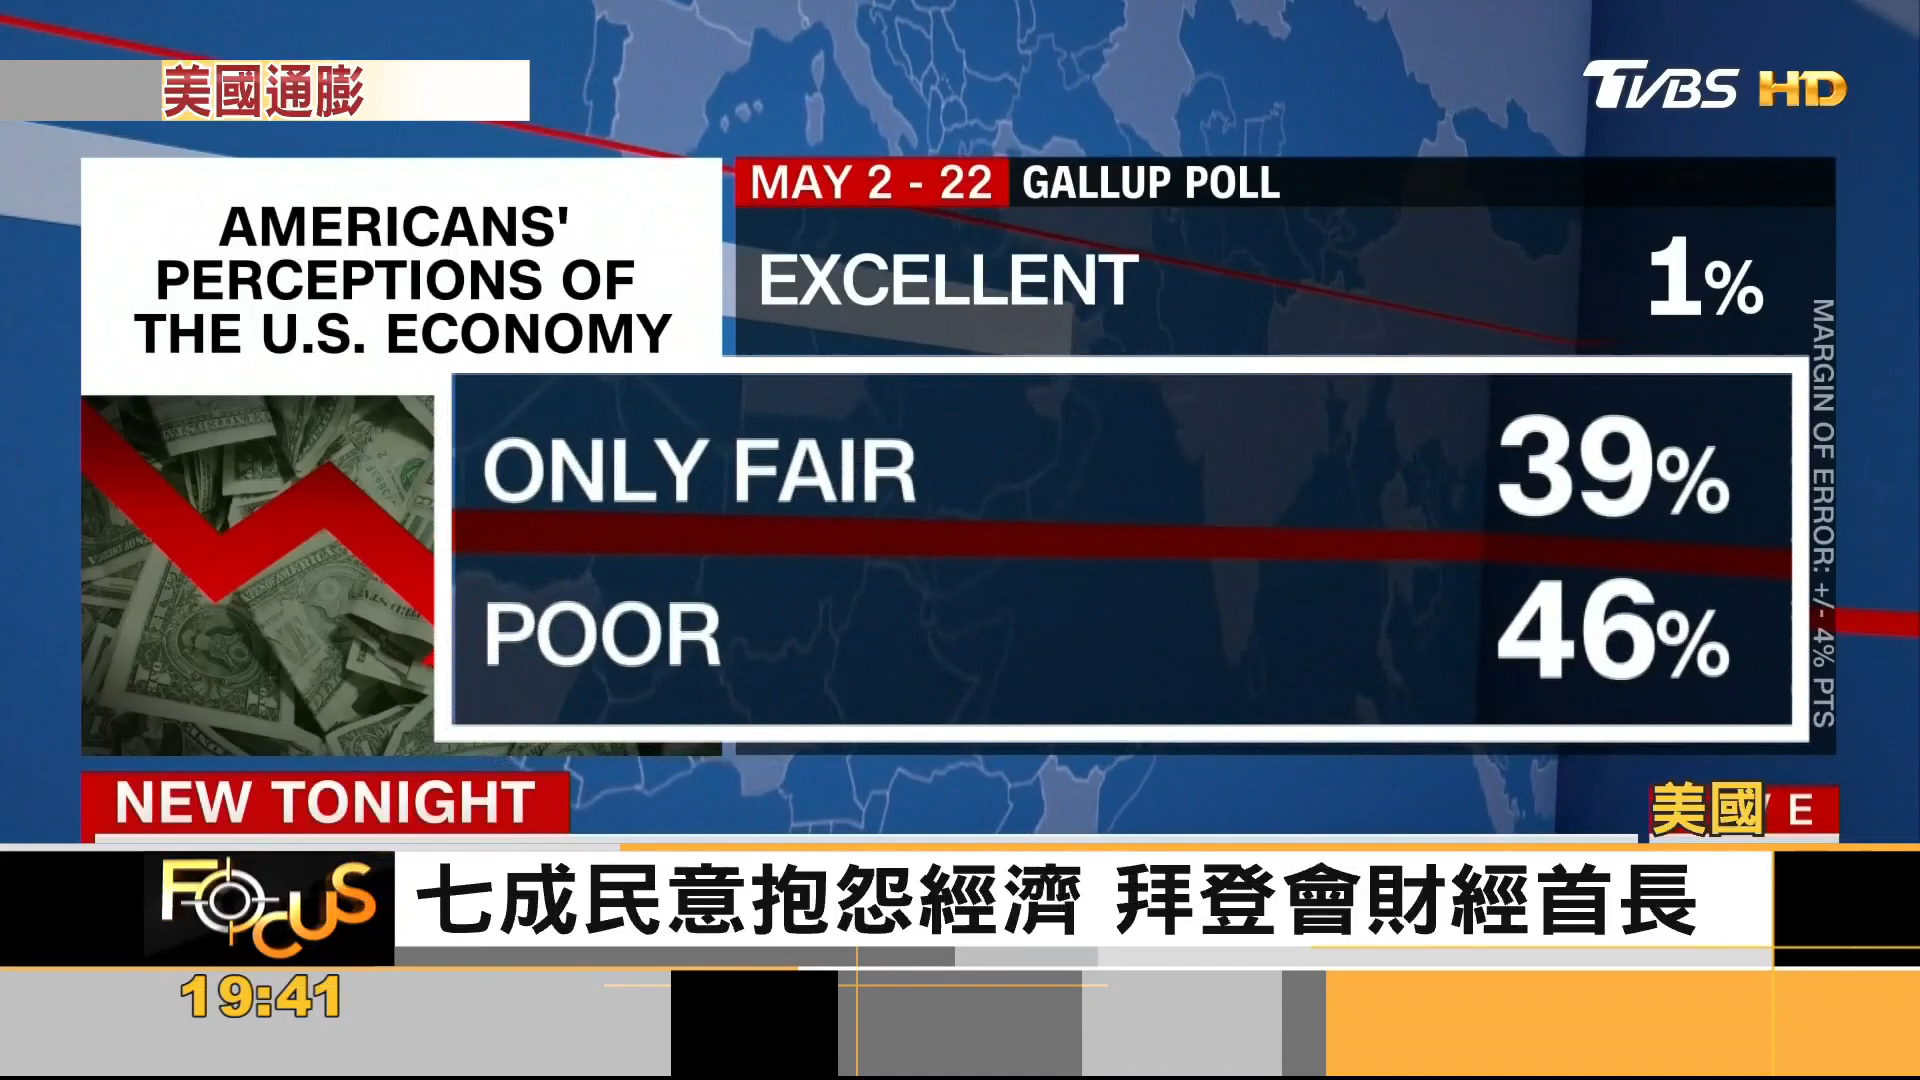 美國通膨
TVBS HD
AMERICANS'
PERCEPTIONS OF
THE U.S. ECONOMY
MAY 2 - 22 GALLUP POLL
EXCELLENT 1%
ONLY FAIR 39%
POOR 46%
MARGIN OF ERROR: +/- 4% PTS
NEW TONIGHT
美國
FOCUS
七成民意抱怨經濟 拜登會財經首長
19:41